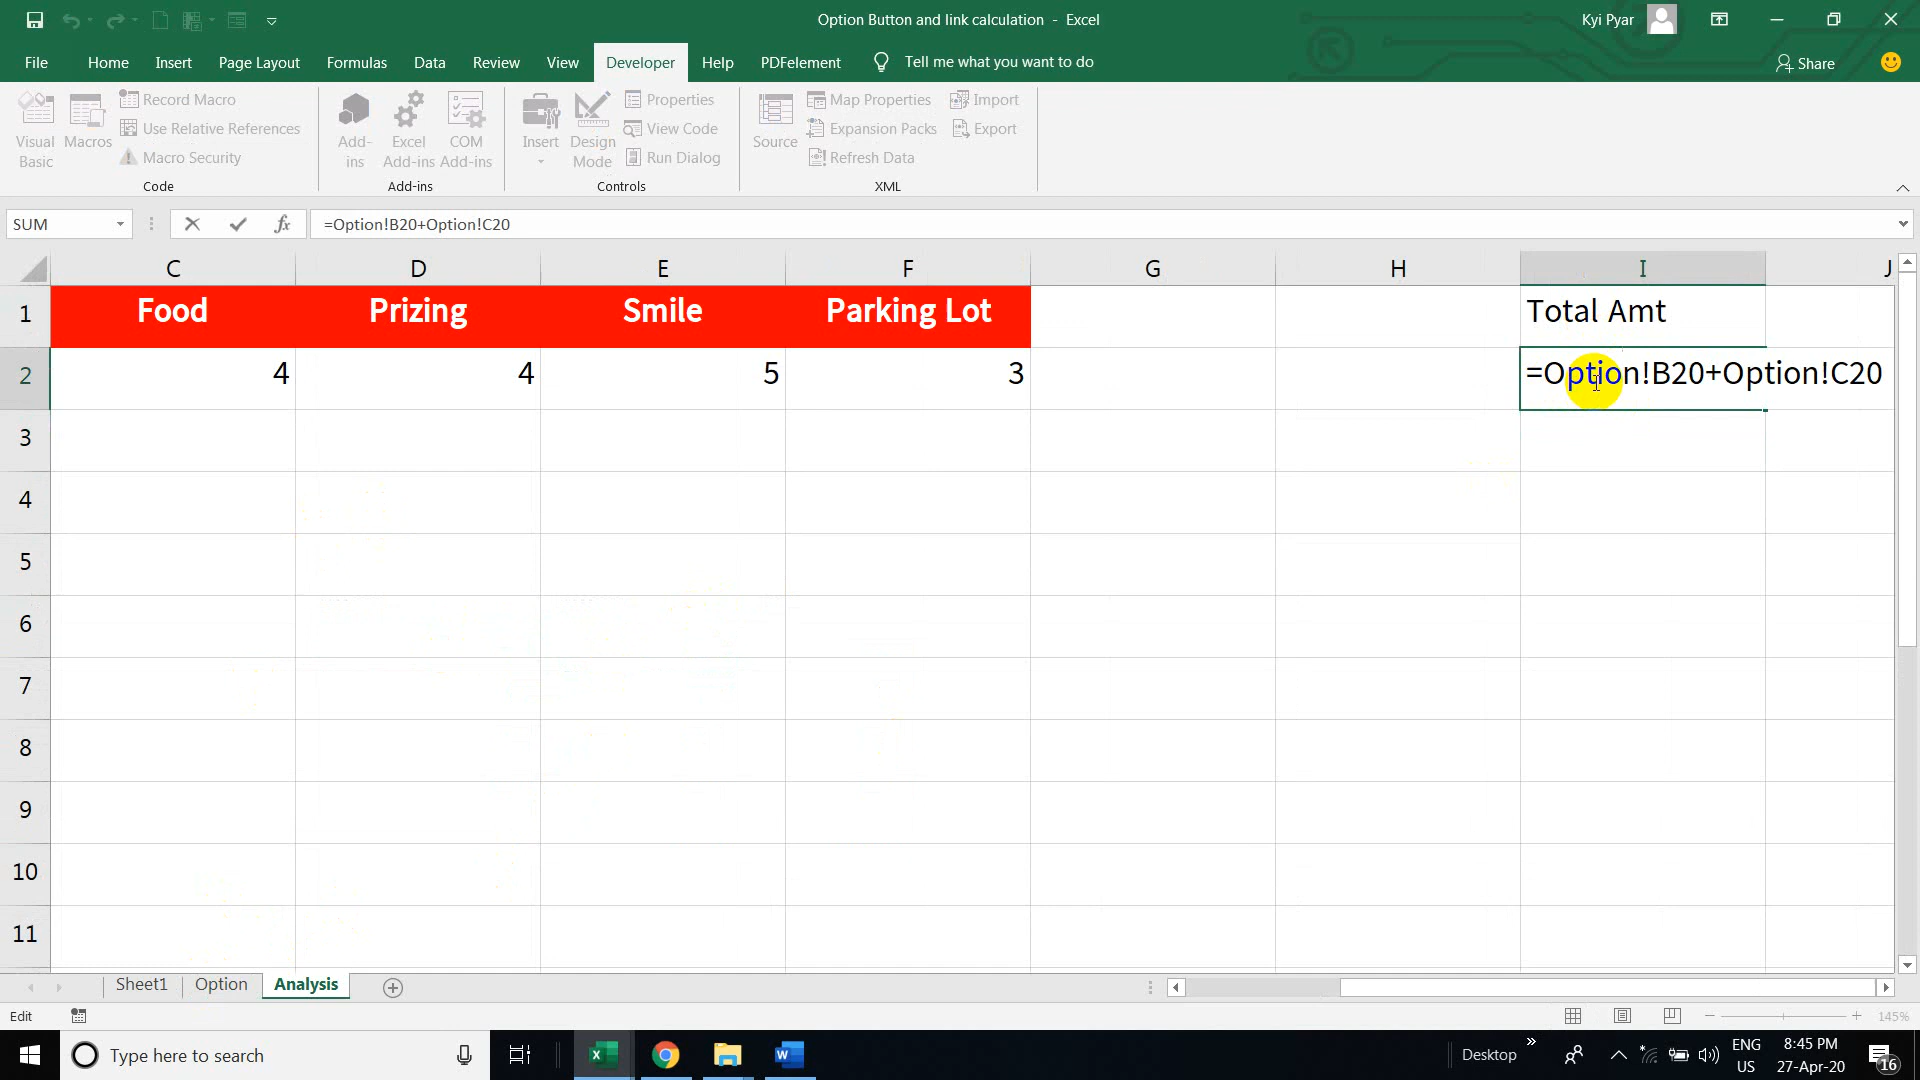 Option Button and link calculation - Excel
Kyi Pyar
File Home Insert Page Layout Formulas Data Review View Developer Help PDFelement Tell me what you want to do Share
Visual Basic
Macros
Record Macro
Use Relative References
Macro Security
Code
Add-ins
Excel Add-ins
COM Add-ins
Add-ins
Insert
Design Mode
Properties
View Code
Run Dialog
Controls
Source
Map Properties
Expansion Packs
Refresh Data
Import
Export
XML
SUM
fx
=Option!B20+Option!C20
C D E F G H I J
1 Food Prizing Smile Parking Lot Total Amt
2 4 4 5 3 =Option!B20+Option!C20
3
4
5
6
7
8
9
10
11
Sheet1 Option Analysis
Edit
145%
Type here to search
Desktop
ENG
US
8:45 PM
27-Apr-20
16